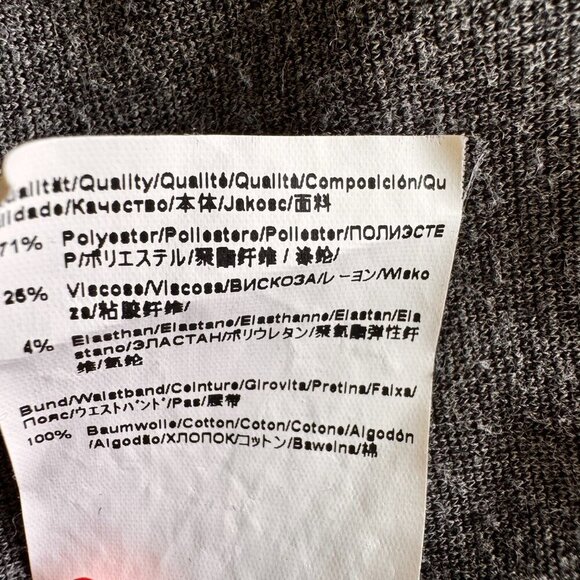 Qualität/Quality/Qualité/Qualità/Composición/Qu
alidade/Качество/本体/Jakosc/面料
71% Polyester/Poliestere/Poliester/ПОЛИЭСТЕ
Р/ポリエステル/聚酯纤维 / 涤纶/
25% Viscose/Viscosa/ВИСКОЗА/レーヨン/Wisko
za/粘胶纤维/
4% Elasthan/Elastane/Elasthanne/Elastan/Ela
stano/ЭЛАСТАН/ポリウレタン/聚氨酯弹性纤
维/氨纶
Bund/Waistband/Ceinture/Girovita/Pretina/Faixa/
Пояс/ウエストバンド/Pas/腰带
100% Baumwolle/Cotton/Coton/Cotone/Algodón
/Algodão/ХЛОПОК/コットン/Bawelna/棉